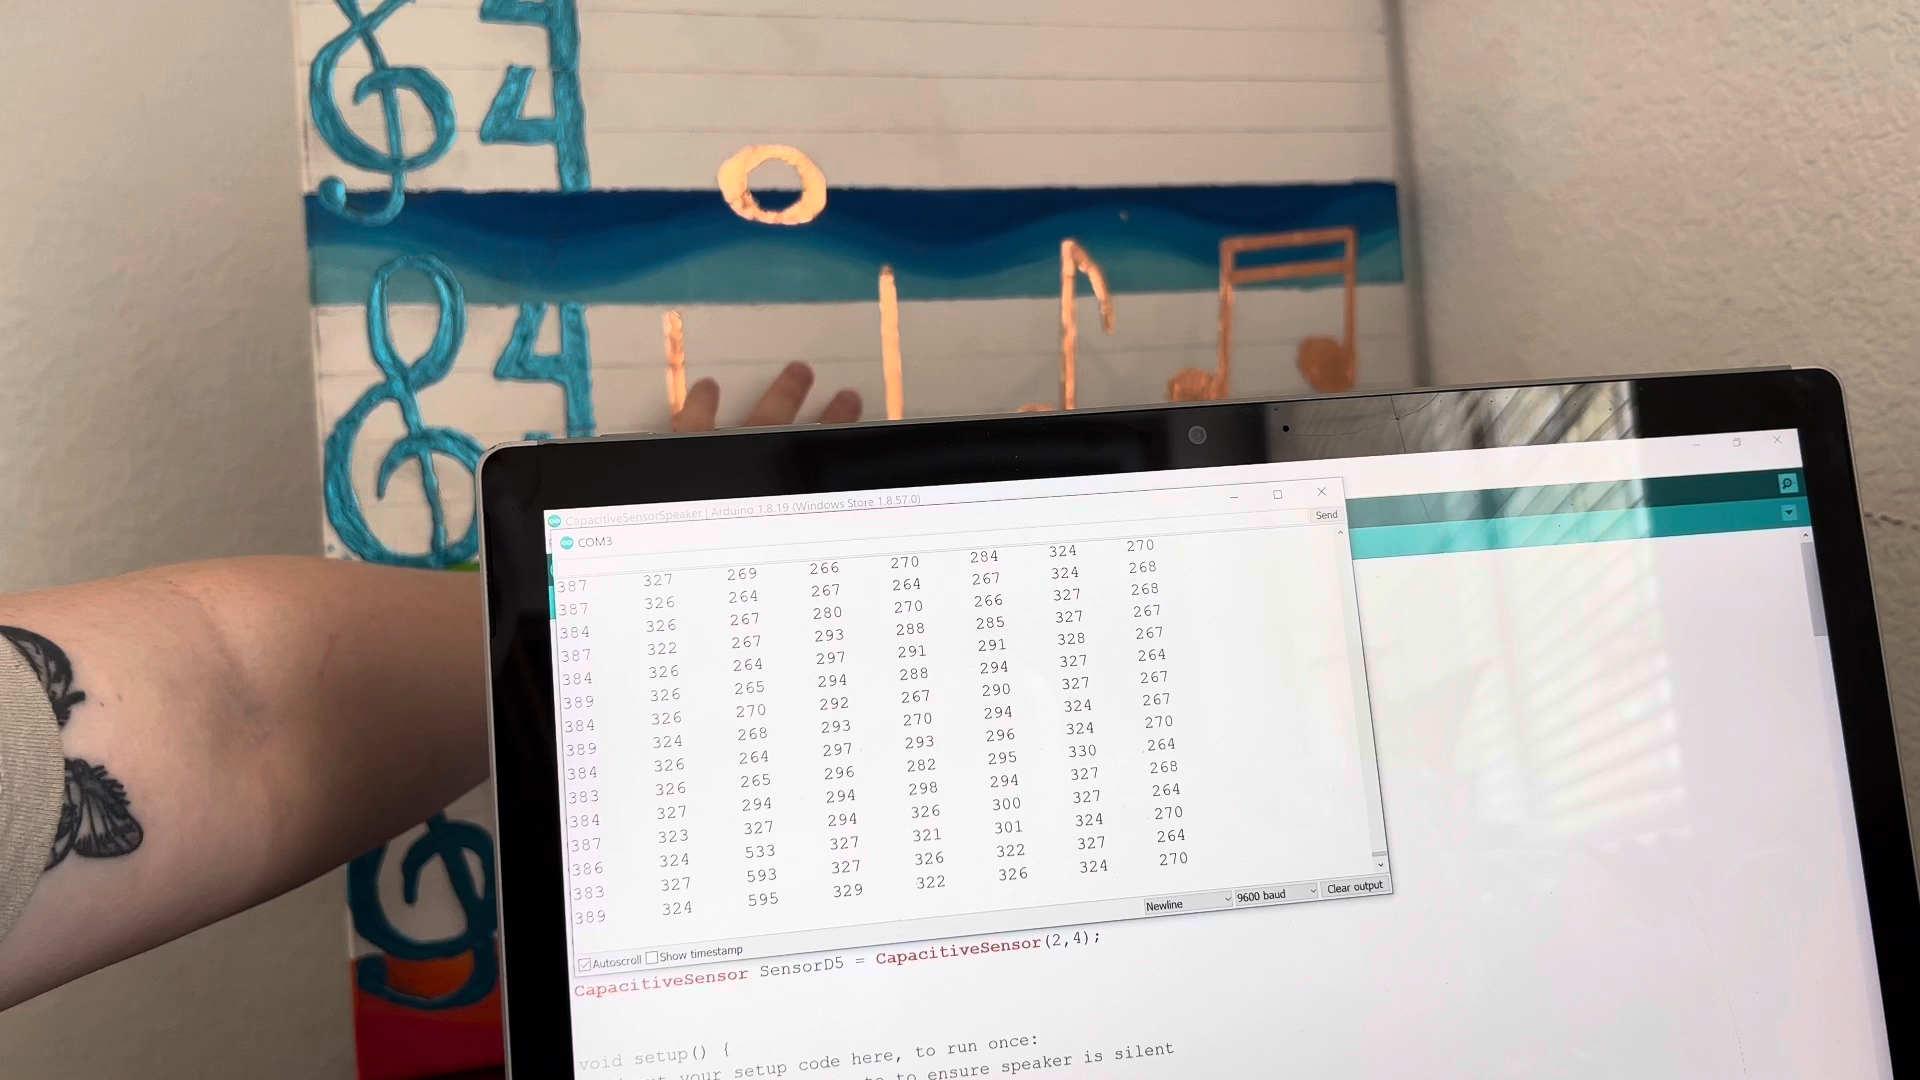 4
4
4
CapacitiveSensorSpeaker | Arduino 1.8.19 (Windows Store 1.8.57.0)
COM3
Send
387 327 269 266 270 284 324 270
387 326 264 267 264 267 324 268
384 326 267 280 270 266 327 268
387 322 267 293 288 285 327 267
384 326 264 297 291 291 328 267
389 326 265 294 288 294 327 264
384 326 270 292 267 290 327 267
389 324 268 293 270 294 324 267
384 326 264 297 293 296 324 270
383 326 265 296 282 295 330 264
384 327 294 294 298 294 327 268
387 323 327 294 326 300 327 264
386 324 533 327 321 301 324 270
383 327 593 327 326 322 327 264
389 324 595 329 322 326 324 270
Autoscroll Show timestamp Newline 9600 baud Clear output
CapacitiveSensor SensorD5 = CapacitiveSensor(2,4);
void setup() {
your setup code here, to run once:
to ensure speaker is silent